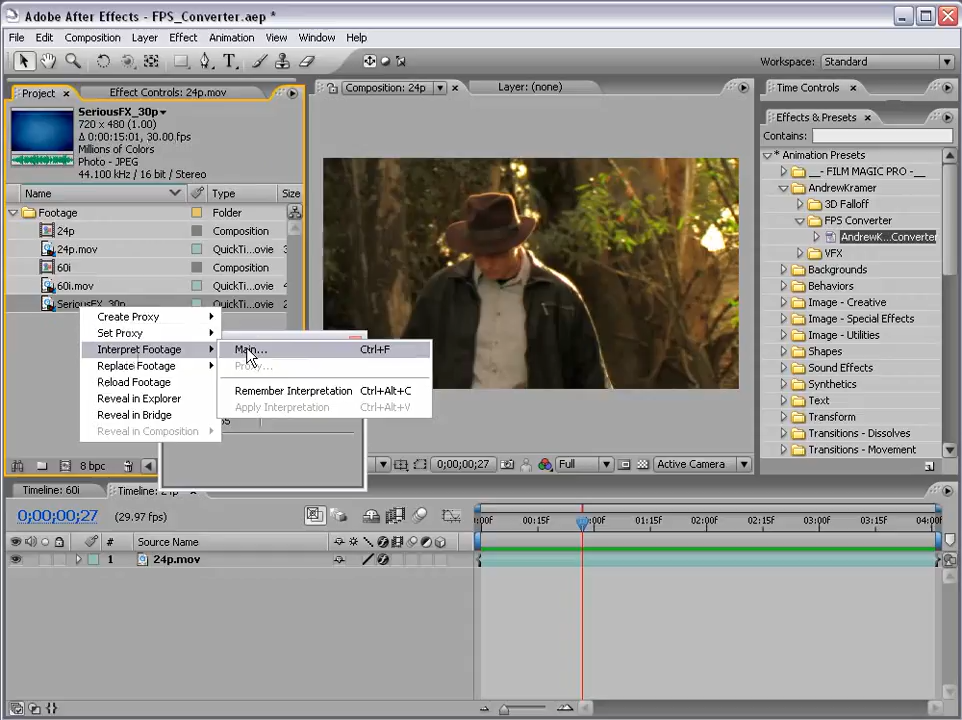 Adobe After Effects - FPS_Converter.aep *
File Edit Composition Layer Effect Animation View Window Help
Workspace: Standard
Project Effect Controls: 24p.mov
Composition: 24p Layer: (none)
Time Controls
SeriousFX_30p
720 x 480 (1.00)
Δ 0:00:15:01, 30.00 fps
Millions of Colors
Photo - JPEG
44.100 kHz / 16 bit / Stereo
Name Type Size
Footage Folder
24p Composition
24p.mov QuickTi...ovie 3
60i Composition
60i.mov QuickTi...ovie
SeriousFX_30p QuickTi...ovie 2
Create Proxy
Set Proxy
Interpret Footage
Replace Footage
Reload Footage
Reveal in Explorer
Reveal in Bridge
Reveal in Composition
Main... Ctrl+F
Proxy...
Remember Interpretation Ctrl+Alt+C
Apply Interpretation Ctrl+Alt+V
8 bpc
0;00;00;27 Full Active Camera
Effects & Presets
Contains:
* Animation Presets
__- FILM MAGIC PRO -__
AndrewKramer
3D Falloff
FPS Converter
AndrewK...Converter
VFX
Backgrounds
Behaviors
Image - Creative
Image - Special Effects
Image - Utilities
Shapes
Sound Effects
Synthetics
Text
Transform
Transitions - Dissolves
Transitions - Movement
Timeline: 60i Timeline: 24p
0;00;00;27 (29.97 fps)
:00f 00:15f :00f 01:15f 02:00f 02:15f 03:00f 03:15f 04:00f
# Source Name
1 24p.mov